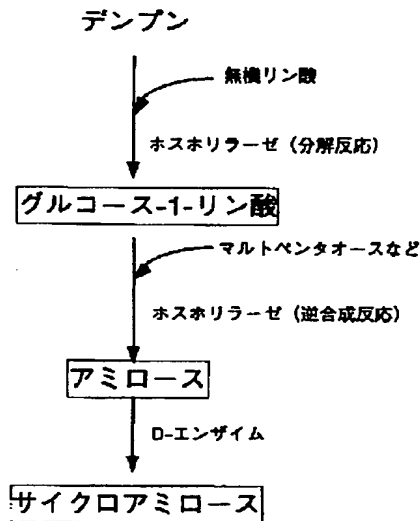 デンプン
無機リン酸
ホスホリラーゼ（分解反応）
グルコース-1-リン酸
マルトペンタオースなど
ホスホリラーゼ（逆合成反応）
アミロース
D-エンザイム
サイクロアミロース